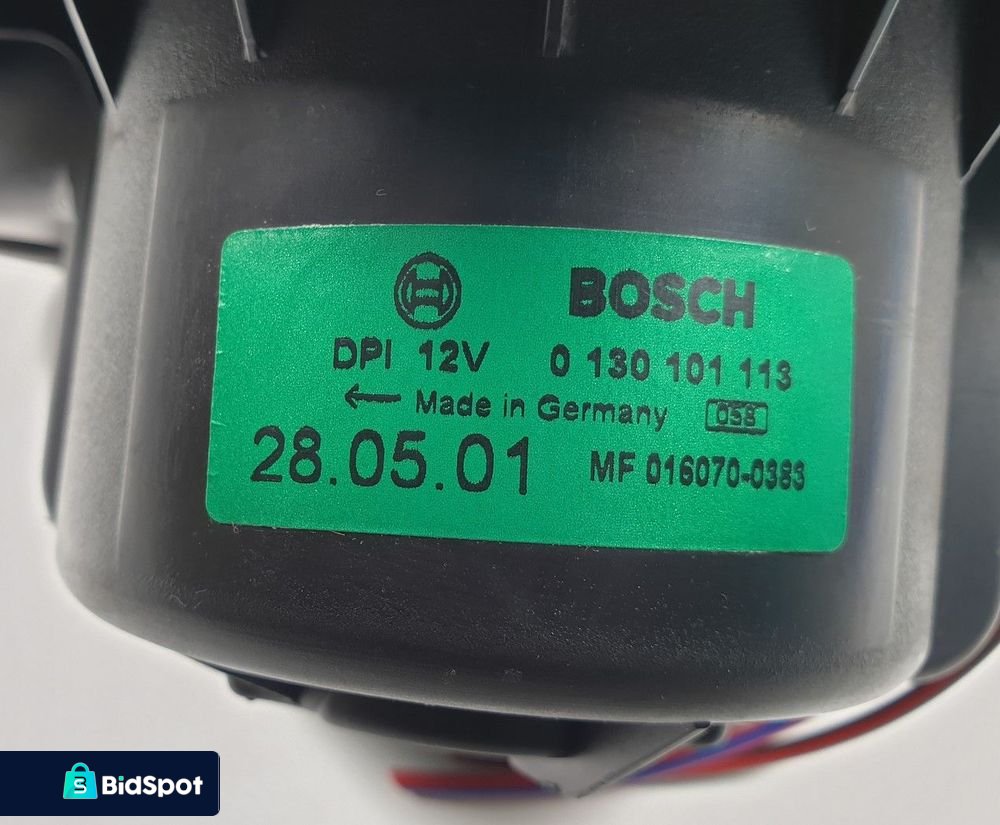 BOSCH
DPI 12V 0 130 101 113
← Made in Germany 058
28.05.01 MF 016070-0383
BidSpot